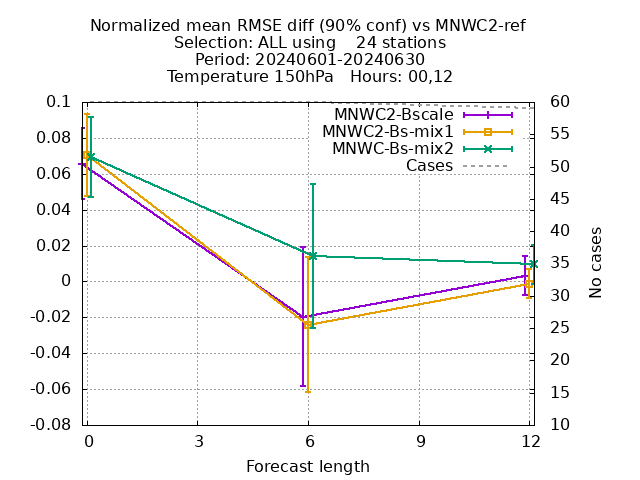 Normalized mean RMSE diff (90% conf) vs MNWC2-ref
Selection: ALL using    24 stations
Period: 20240601-20240630
Temperature 150hPa   Hours: 00,12
MNWC2-Bscale
MNWC2-Bs-mix1
MNWC-Bs-mix2
Cases
0.1
0.08
0.06
0.04
0.02
0
-0.02
-0.04
-0.06
-0.08
60
55
50
45
40
35
30
25
20
15
10
No cases
0 3 6 9 12
Forecast length